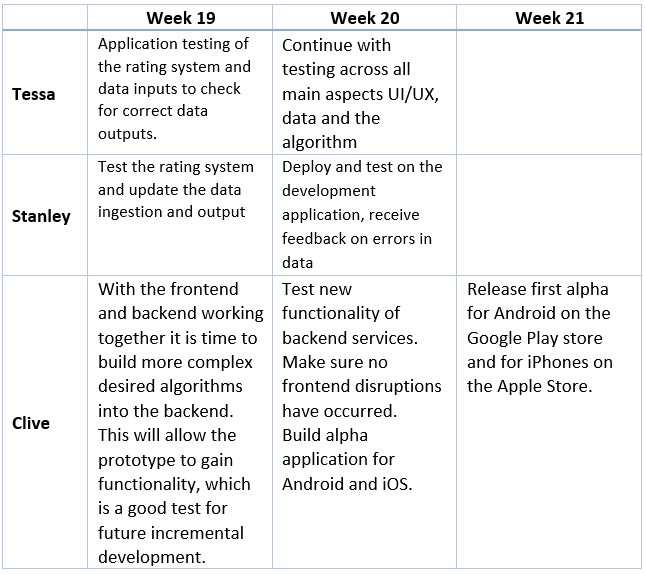 Week 19
Week 20
Week 21
Tessa
Application testing of
the rating system and
data inputs to check
for correct data
outputs.
Continue with
testing across all
main aspects UI/UX,
data and the
algorithm
Stanley
Test the rating system
and update the data
ingestion and output
Deploy and test on the
development
application, receive
feedback on errors in
data
Clive
With the frontend
and backend working
together it is time to
build more complex
desired algorithms
into the backend.
This will allow the
prototype to gain
functionality, which
is a good test for
future incremental
development.
Test new
functionality of
backend services.
Make sure no
frontend disruptions
have occurred.
Build alpha
application for
Android and iOS.
Release first alpha
for Android on the
Google Play store
and for iPhones on
the Apple Store.